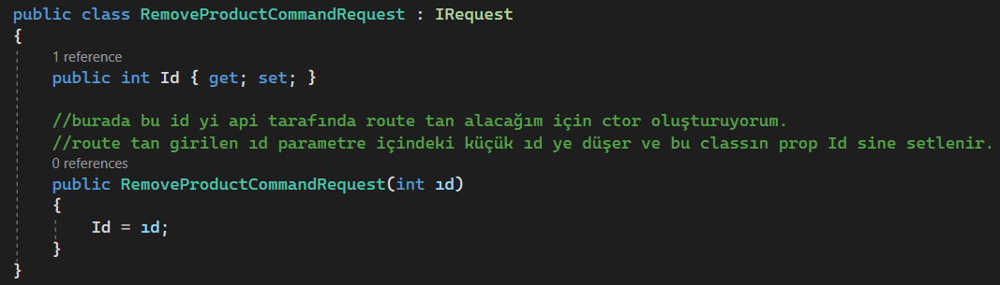 public class RemoveProductCommandRequest : IRequest
{
1 reference
public int Id { get; set; }
//burada bu id yi api tarafında route tan alacağım için ctor oluşturuyorum.
//route tan girilen ıd parametre içindeki küçük ıd ye düşer ve bu classın prop Id sine setlenir.
0 references
public RemoveProductCommandRequest(int ıd)
{
Id = ıd;
}
}